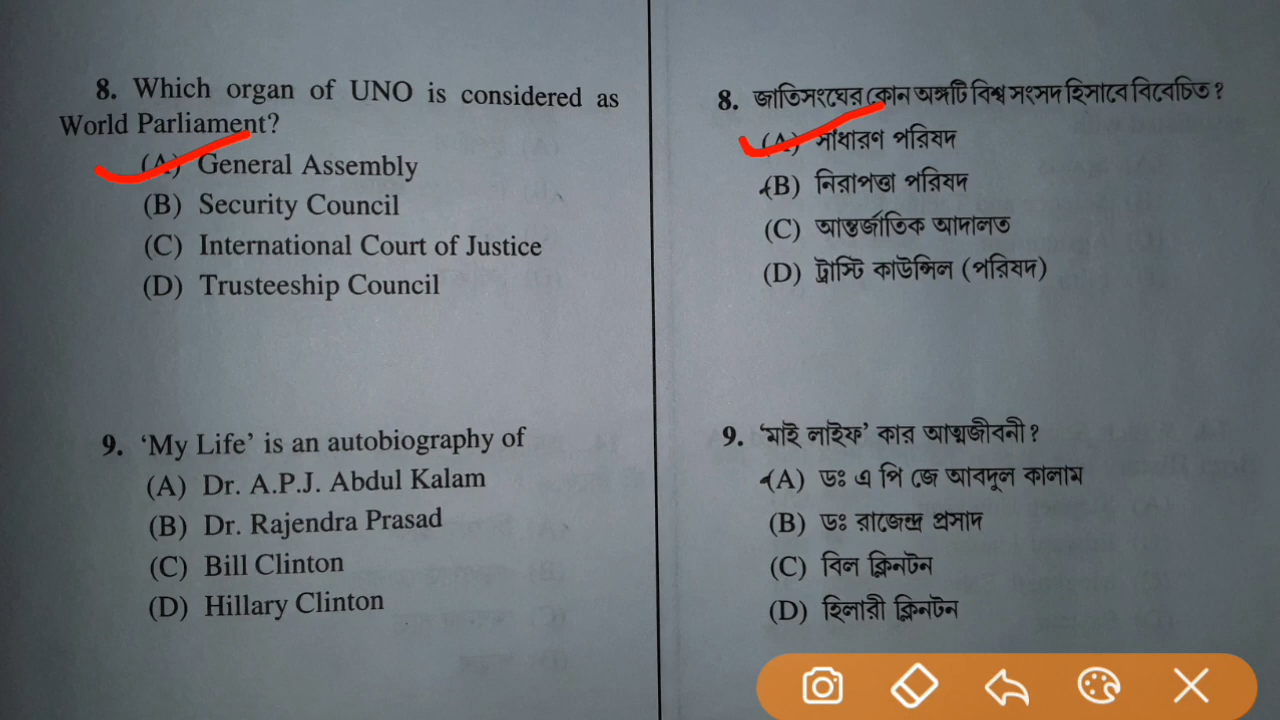 8. Which organ of UNO is considered as
World Parliament?
(A) General Assembly
(B) Security Council
(C) International Court of Justice
(D) Trusteeship Council
9. ‘My Life’ is an autobiography of
(A) Dr. A.P.J. Abdul Kalam
(B) Dr. Rajendra Prasad
(C) Bill Clinton
(D) Hillary Clinton
8. জাতিসংঘের কোন অঙ্গটি বিশ্ব সংসদ হিসাবে বিবেচিত?
(A) সাধারণ পরিষদ
(B) নিরাপত্তা পরিষদ
(C) আন্তর্জাতিক আদালত
(D) ট্রাস্টি কাউন্সিল (পরিষদ)
9. ‘মাই লাইফ’ কার আত্মজীবনী?
(A) ডঃ এ পি জে আবদুল কালাম
(B) ডঃ রাজেন্দ্র প্রসাদ
(C) বিল ক্লিনটন
(D) হিলারী ক্লিনটন